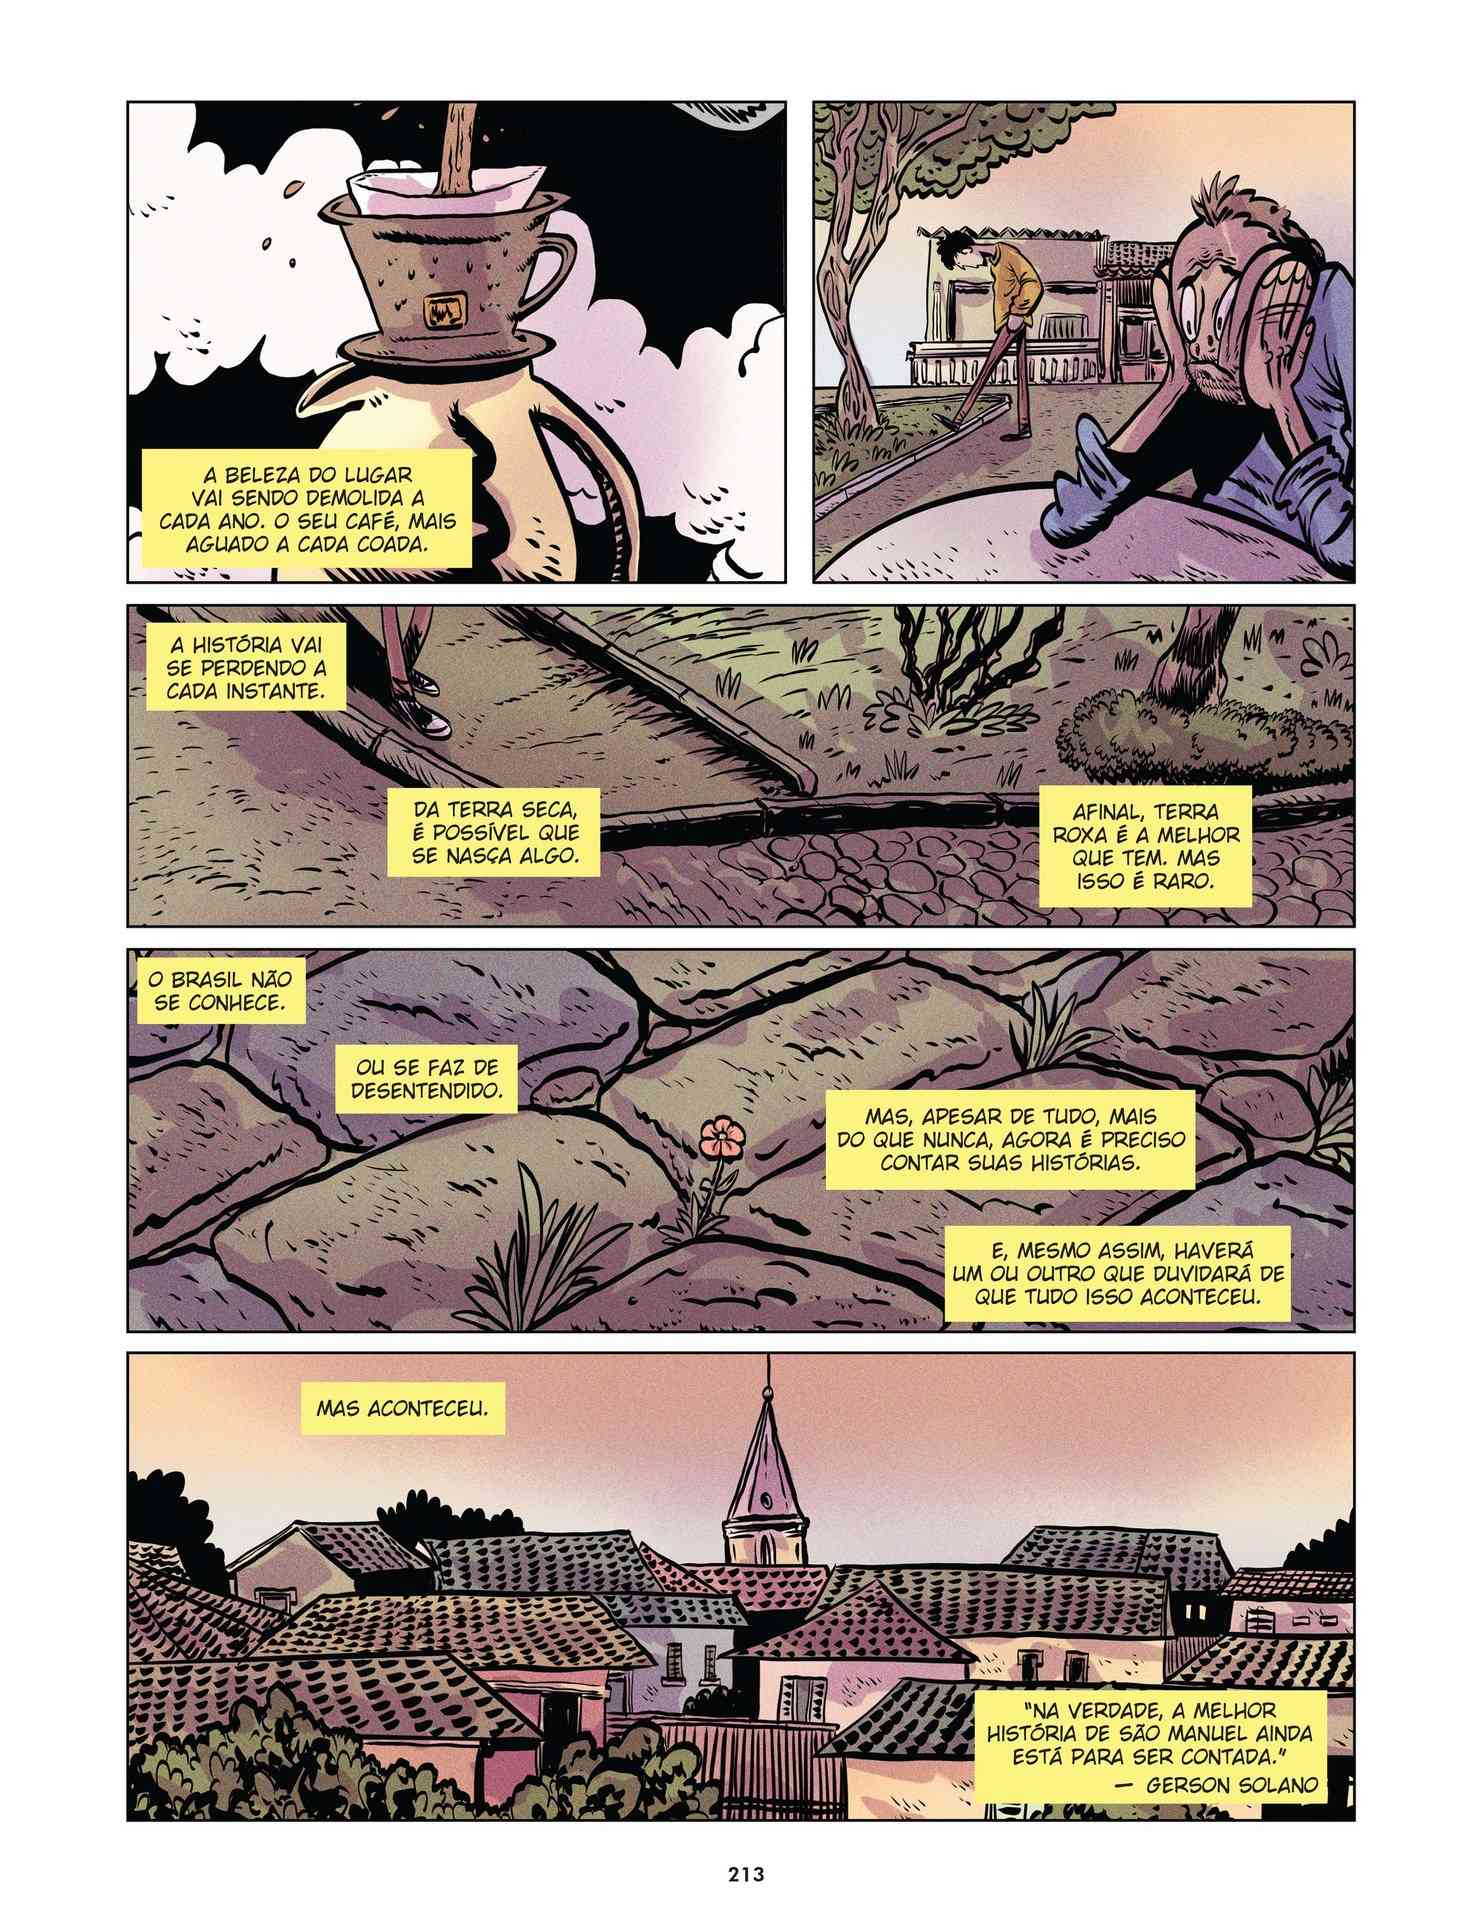 A BELEZA DO LUGAR
VAI SENDO DEMOLIDA A
CADA ANO. O SEU CAFÉ, MAIS
AGUADO A CADA COADA.
A HISTÓRIA VAI
SE PERDENDO A
CADA INSTANTE.
DA TERRA SECA,
É POSSÍVEL QUE
SE NASÇA ALGO.
AFINAL, TERRA
ROXA É A MELHOR
QUE TEM. MAS
ISSO É RARO.
O BRASIL NÃO
SE CONHECE.
OU SE FAZ DE
DESENTENDIDO.
MAS, APESAR DE TUDO, MAIS
DO QUE NUNCA, AGORA É PRECISO
CONTAR SUAS HISTÓRIAS.
E, MESMO ASSIM, HAVERÁ
UM OU OUTRO QUE DUVIDARÁ DE
QUE TUDO ISSO ACONTECEU.
MAS ACONTECEU.
"NA VERDADE, A MELHOR
HISTÓRIA DE SÃO MANUEL AINDA
ESTÁ PARA SER CONTADA."
— GERSON SOLANO
213